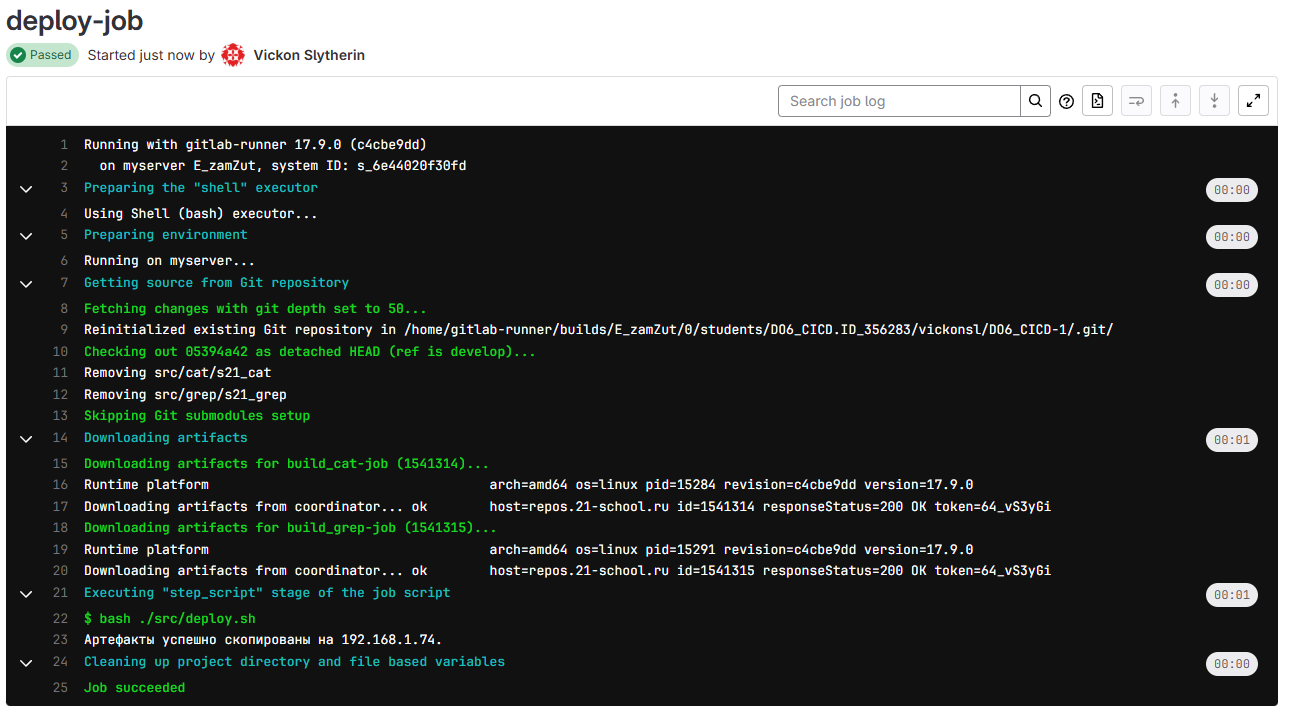 deploy-job
Passed Started just now by Vickon Slytherin
Search job log
1 Running with gitlab-runner 17.9.0 (c4cbe9dd)
2 on myserver E_zamZut, system ID: s_6e44020f30fd
3 Preparing the "shell" executor 00:00
4 Using Shell (bash) executor...
5 Preparing environment 00:00
6 Running on myserver...
7 Getting source from Git repository 00:00
8 Fetching changes with git depth set to 50...
9 Reinitialized existing Git repository in /home/gitlab-runner/builds/E_zamZut/0/students/DO6_CICD.ID_356283/vickonsl/DO6_CICD-1/.git/
10 Checking out 05394a42 as detached HEAD (ref is develop)...
11 Removing src/cat/s21_cat
12 Removing src/grep/s21_grep
13 Skipping Git submodules setup
14 Downloading artifacts 00:01
15 Downloading artifacts for build_cat-job (1541314)...
16 Runtime platform arch=amd64 os=linux pid=15284 revision=c4cbe9dd version=17.9.0
17 Downloading artifacts from coordinator... ok host=repos.21-school.ru id=1541314 responseStatus=200 OK token=64_vS3yGi
18 Downloading artifacts for build_grep-job (1541315)...
19 Runtime platform arch=amd64 os=linux pid=15291 revision=c4cbe9dd version=17.9.0
20 Downloading artifacts from coordinator... ok host=repos.21-school.ru id=1541315 responseStatus=200 OK token=64_vS3yGi
21 Executing "step_script" stage of the job script 00:01
22 $ bash ./src/deploy.sh
23 Артефакты успешно скопированы на 192.168.1.74.
24 Cleaning up project directory and file based variables 00:00
25 Job succeeded